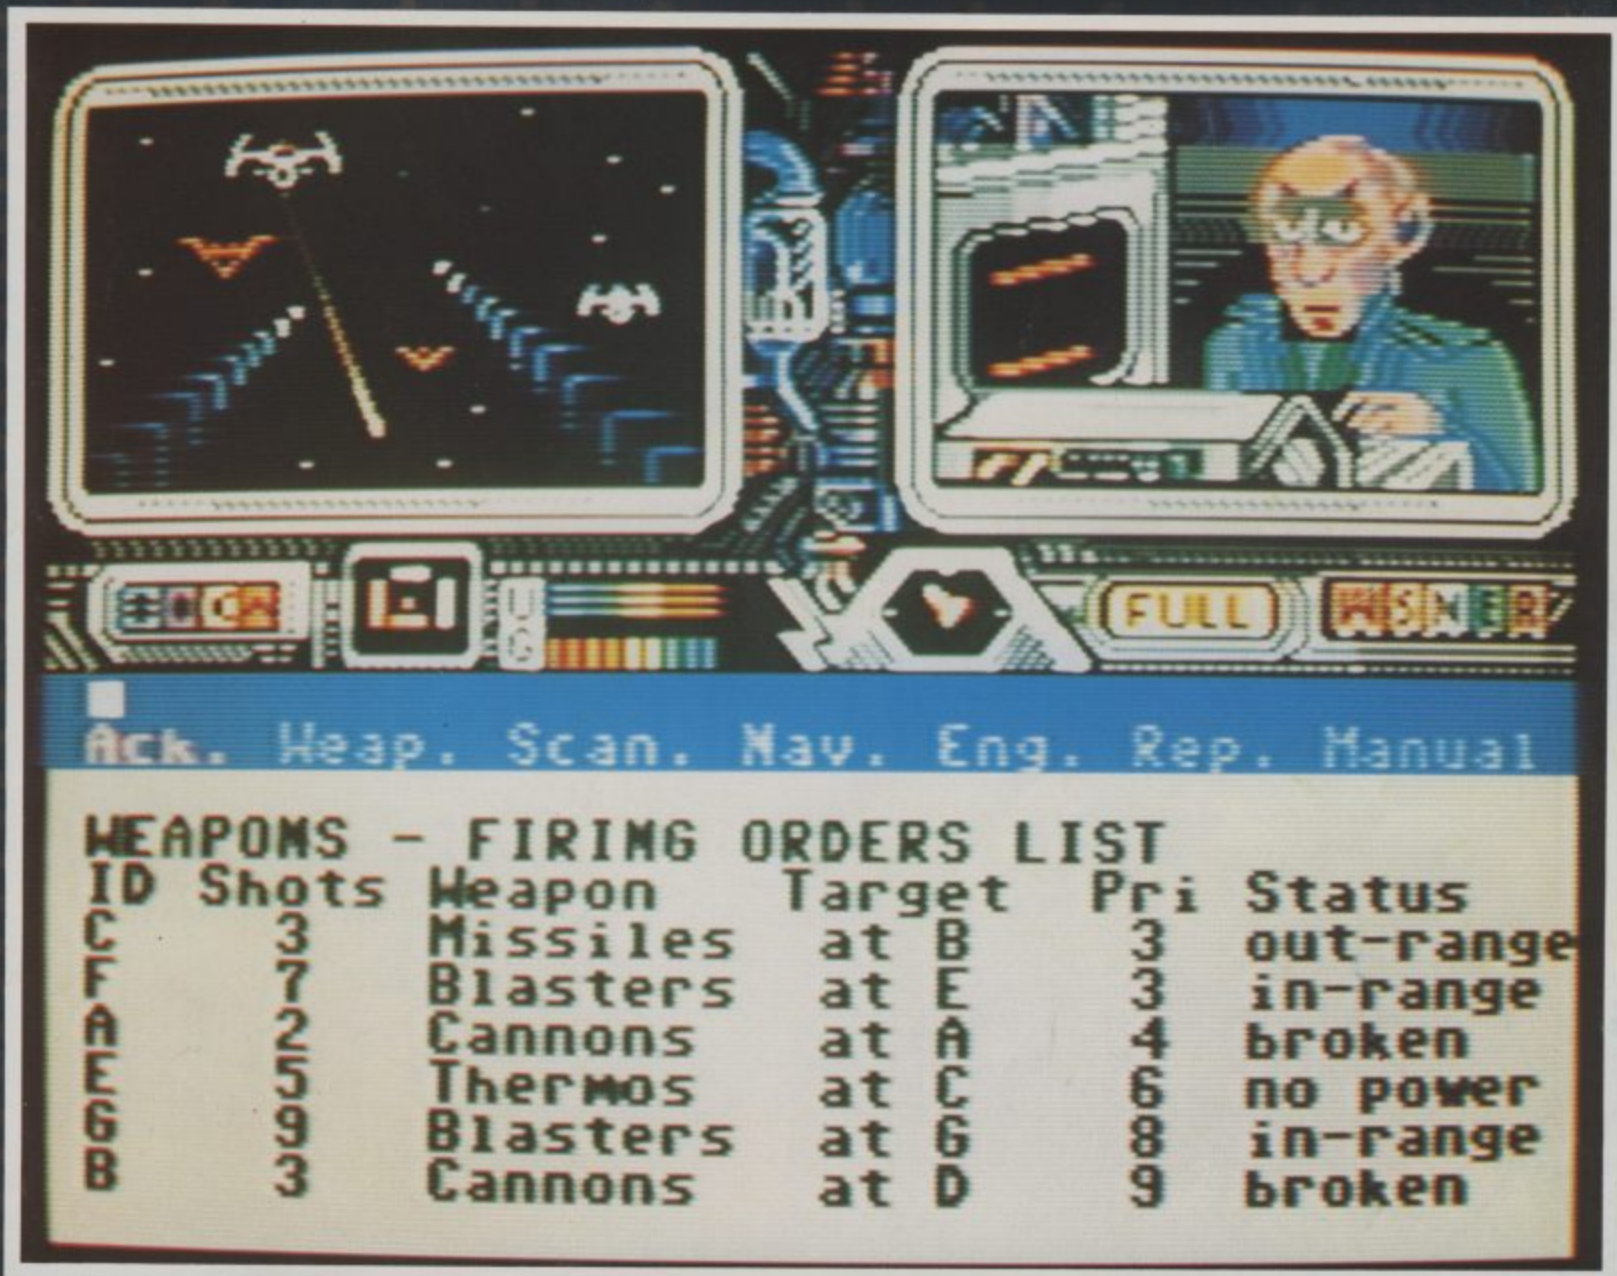 FULL
WSNER
Ack. Weap. Scan. Nav. Eng. Rep. Manual
WEAPONS - FIRING ORDERS LIST
ID Shots Weapon Target Pri Status
C 3 Missiles at B 3 out-range
F 7 Blasters at E 3 in-range
A 2 Cannons at A 4 broken
E 5 Thermos at C 6 no power
G 9 Blasters at G 8 in-range
B 3 Cannons at D 9 broken